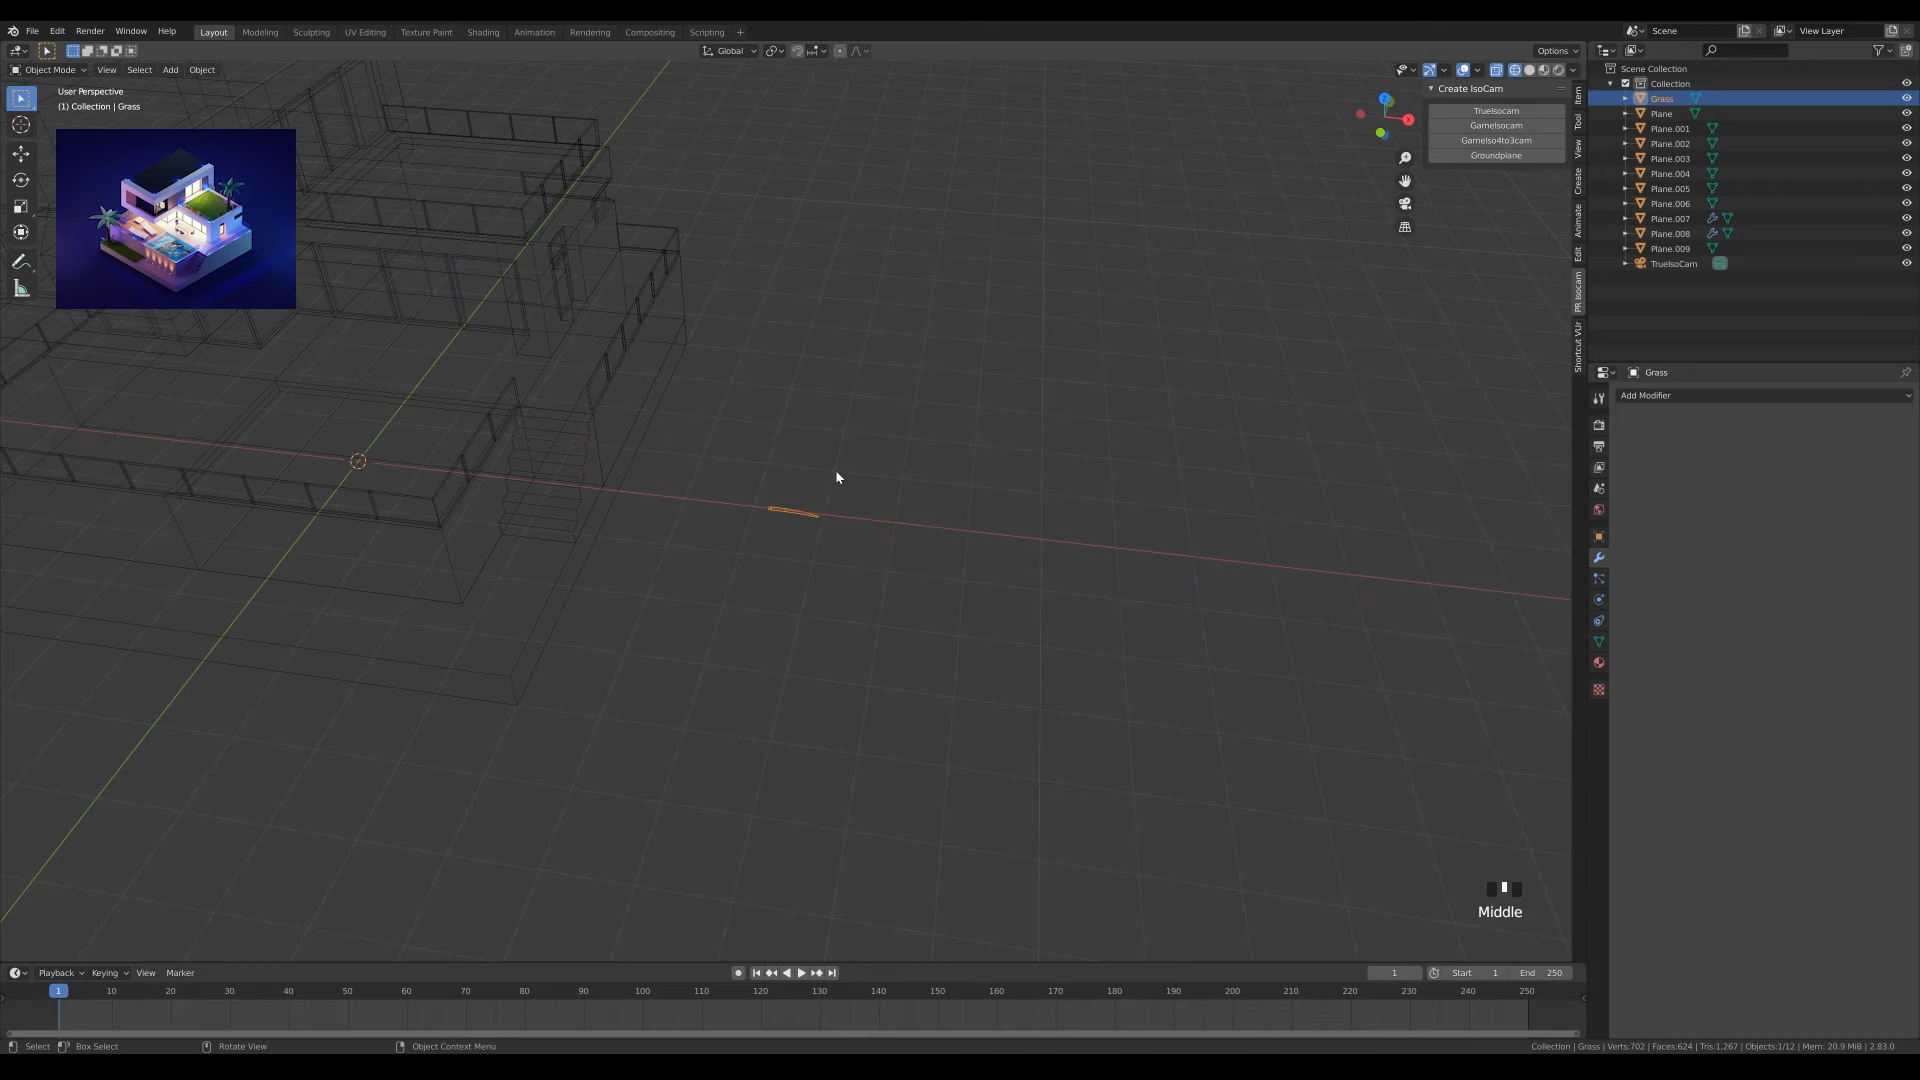 File Edit Render Window Help Layout Modeling Sculpting UV Editing Texture Paint Shading Animation Rendering Compositing Scripting + Scene View Layer
Global Options
Object Mode View Select Add Object
User Perspective
(1) Collection | Grass
Create IsoCam
TrueIsocam
GameIsocam
GameIso4to3cam
Groundplane
Item
Tool
View
Create
Animate
Edit
PR Isocam
Shortcut VUr
X
Z
Scene Collection
Collection
Grass
Plane
Plane.001
Plane.002
Plane.003
Plane.004
Plane.005
Plane.006
Plane.007
Plane.008
Plane.009
TrueIsoCam
Grass
Add Modifier
Middle
Playback Keying View Marker 1 Start 1 End 250
1 10 20 30 40 50 60 70 80 90 100 110 120 130 140 150 160 170 180 190 200 210 220 230 240 250
Select Box Select Rotate View Object Context Menu Collection | Grass | Verts:702 | Faces:624 | Tris:1,267 | Objects:1/12 | Mem: 20.9 MiB | 2.83.0